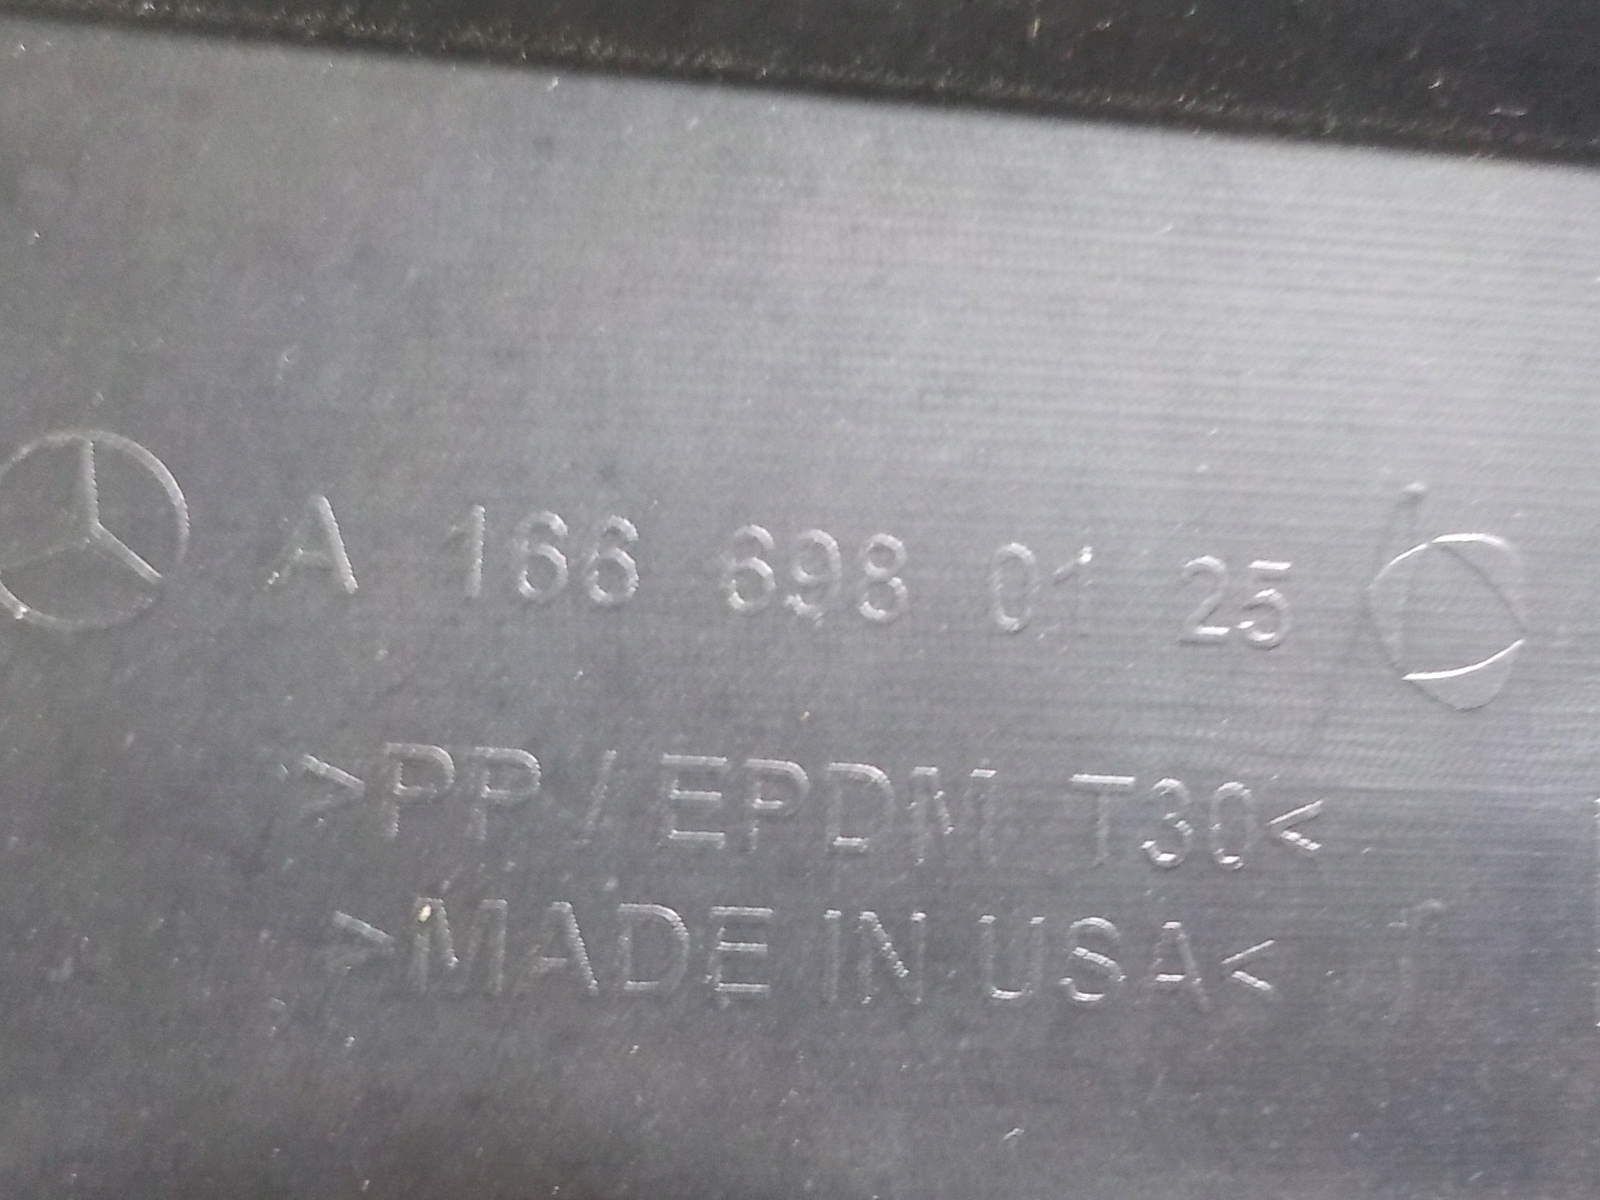 A 166 698 01 25
>PP / EPDM T30<
>MADE IN USA<